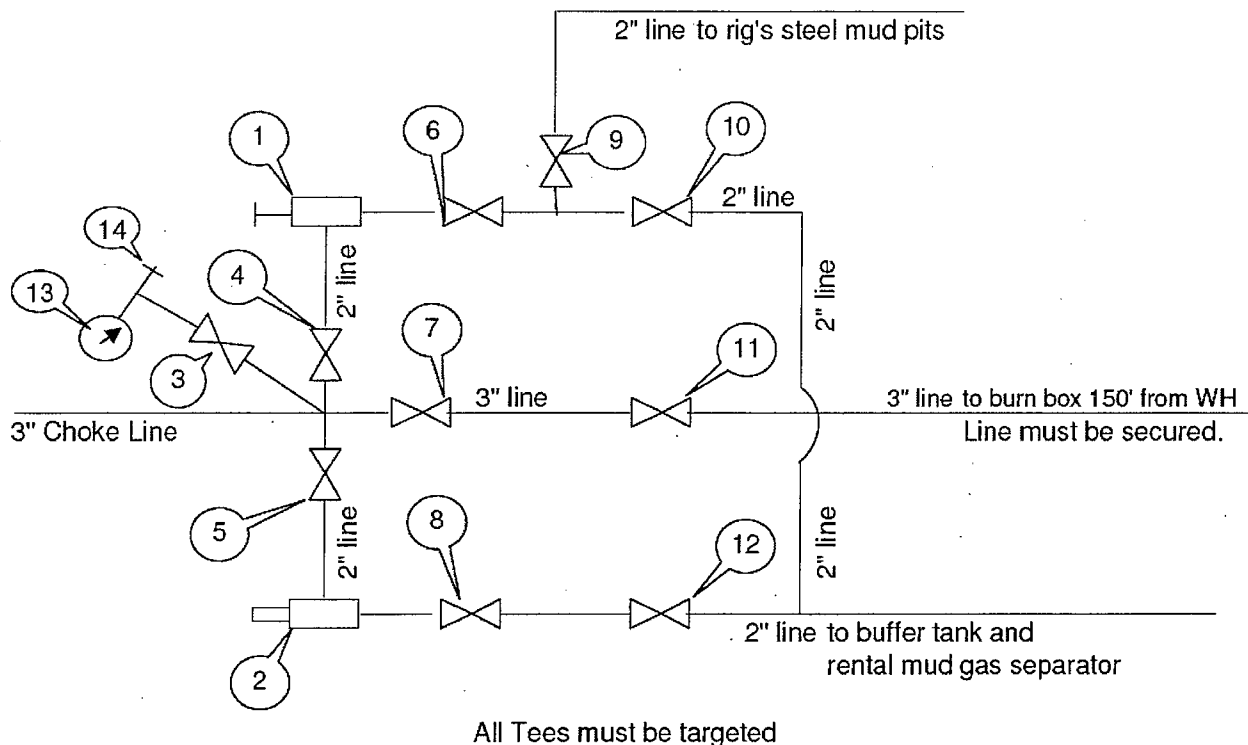 2" line to rig's steel mud pits
1
6
9
10
2" line
14
4
2" line
2" line
13
7
11
3
3" line
3" line to burn box 150' from WH
3" Choke Line
Line must be secured.
5
2" line
8
12
2" line
2
2" line to buffer tank and
rental mud gas separator
All Tees must be targeted